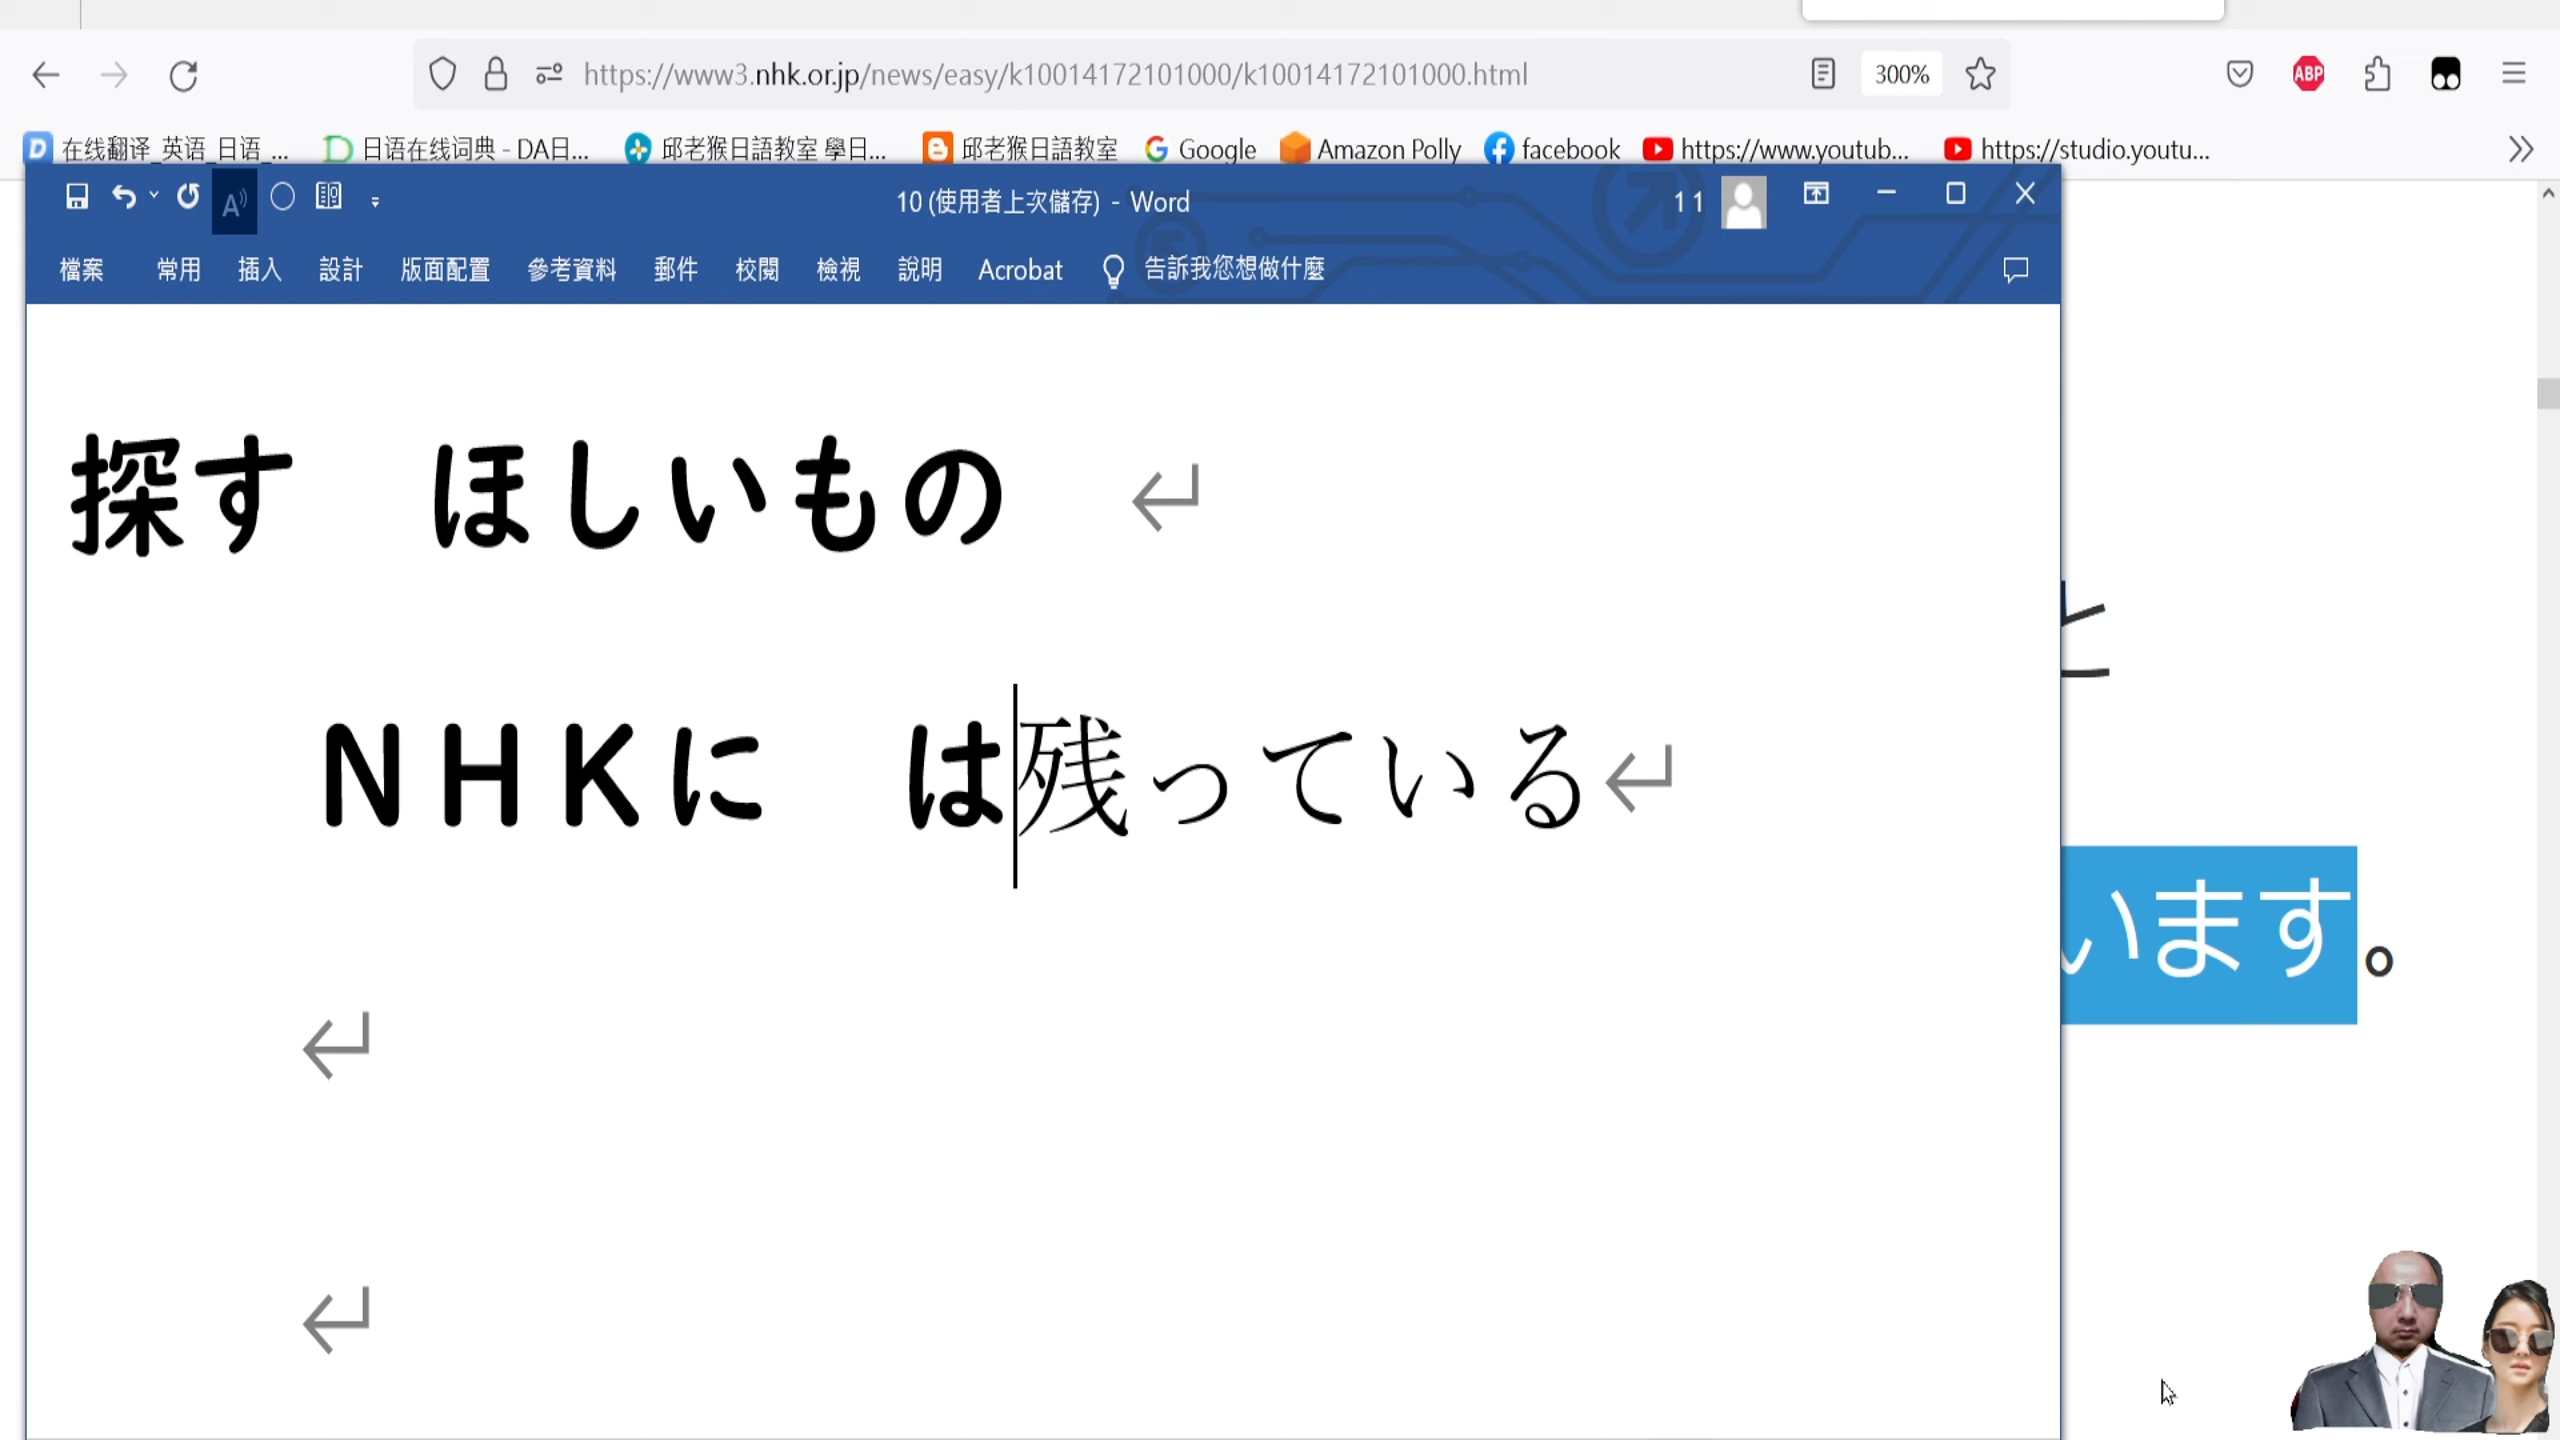 https://www3.nhk.or.jp/news/easy/k10014172101000/k10014172101000.html
300%
ABP
在线翻译_英语_日语_...
日语在线词典 - DA日...
邱老猴日語教室 學日...
邱老猴日語教室
Google
Amazon Polly
facebook
https://www.youtub...
https://studio.youtu...
10 (使用者上次儲存) - Word
1 1
檔案 常用 插入 設計 版面配置 參考資料 郵件 校閱 檢視 說明 Acrobat 告訴我您想做什麼
探す　ほしいもの
ＮＨＫに　は残っている
います。